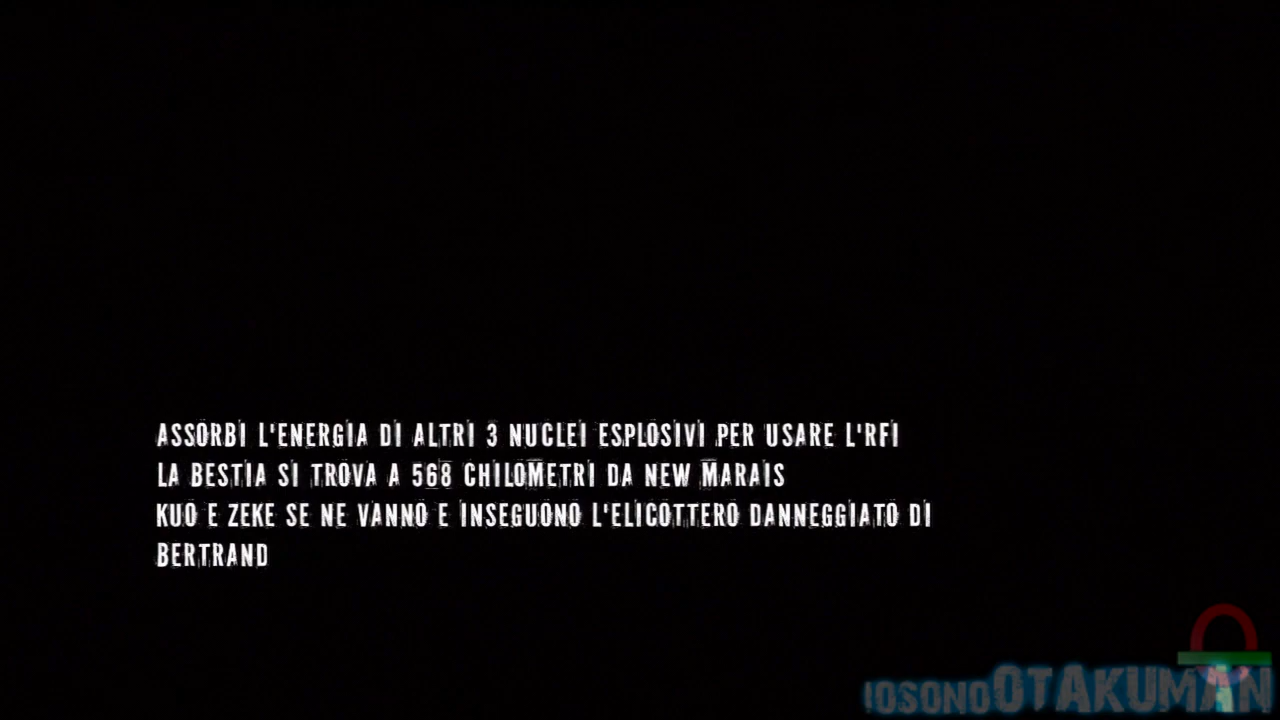 ASSORBI L'ENERGIA DI ALTRI 3 NUCLEI ESPLOSIVI PER USARE L'RFI
LA BESTIA SI TROVA A 568 CHILOMETRI DA NEW MARAIS
KUO E ZEKE SE NE VANNO E INSEGUONO L'ELICOTTERO DANNEGGIATO DI
BERTRAND
IOSONOOTAKUMAN